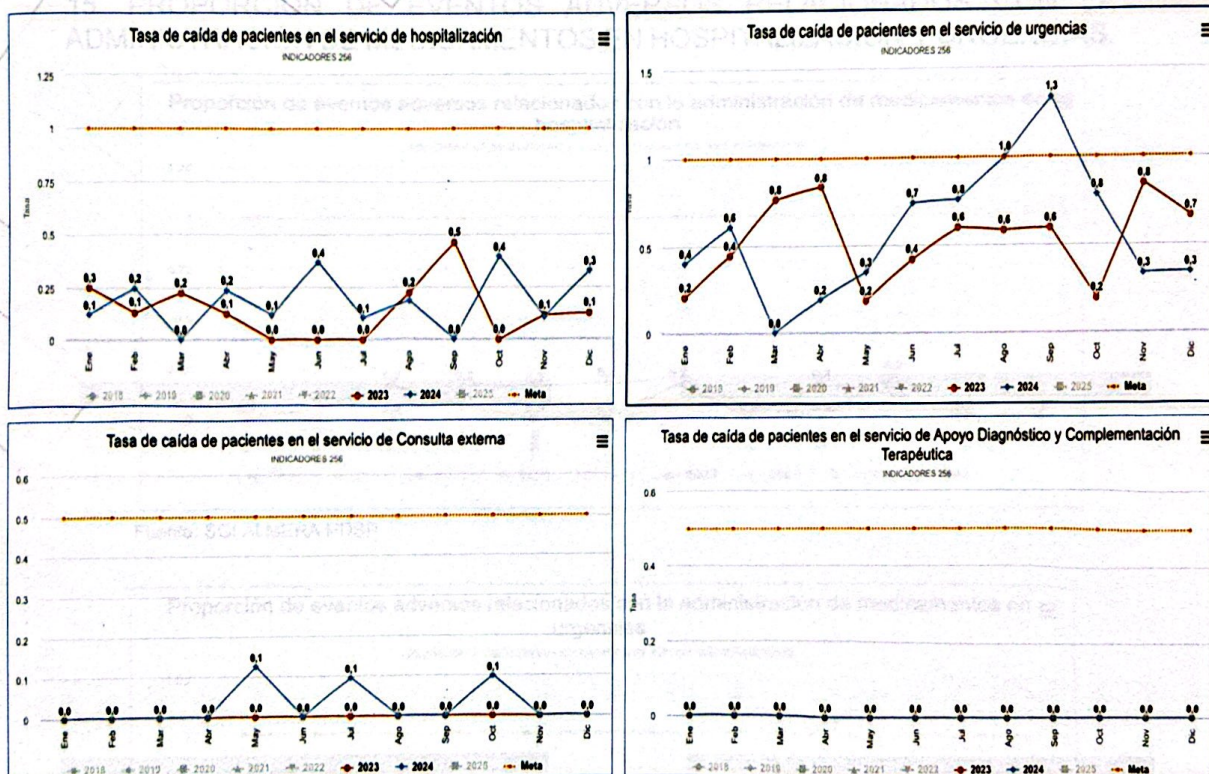 Tasa de caída de pacientes en el servicio de hospitalización
INDICADORES 256
1.25
1
0.75
0.5
0.25
0
Tasa
0,3 0,1 0,2 0,1 0,2 0,0 0,2 0,1 0,1 0,0 0,4 0,0 0,1 0,0 0,2 0,5 0,0 0,4 0,0 0,1 0,3 0,1
Ene Feb Mar Abr May Jun Jul Ago Sep Oct Nov Dic
2018 2019 2020 2021 2022 2023 2024 2025 Meta
Tasa de caída de pacientes en el servicio de urgencias
INDICADORES 256
1.5
1
0.5
0
Tasa
0,4 0,2 0,6 0,4 0,8 0,0 0,8 0,2 0,3 0,2 0,7 0,4 0,8 0,6 1,0 0,6 1,3 0,6 0,8 0,2 0,8 0,3 0,7 0,3
Ene Feb Mar Abr May Jun Jul Ago Sep Oct Nov Dic
2018 2019 2020 2021 2022 2023 2024 2025 Meta
Tasa de caída de pacientes en el servicio de Consulta externa
INDICADORES 256
0.6
0.5
0.4
0.3
0.2
0.1
0
Tasa
0,0 0,0 0,0 0,0 0,1 0,0 0,0 0,1 0,0 0,0 0,0 0,1 0,0 0,0 0,0
Ene Feb Mar Abr May Jun Jul Ago Sep Oct Nov Dic
2018 2019 2020 2021 2022 2023 2024 2025 Meta
Tasa de caída de pacientes en el servicio de Apoyo Diagnóstico y Complementación
Terapéutica
INDICADORES 256
0.6
0.4
0.2
0
Tasa
0,0 0,0 0,0 0,0 0,0 0,0 0,0 0,0 0,0 0,0 0,0 0,0
Ene Feb Mar Abr May Jun Jul Ago Sep Oct Nov Dic
2018 2019 2020 2021 2022 2023 2024 2025 Meta